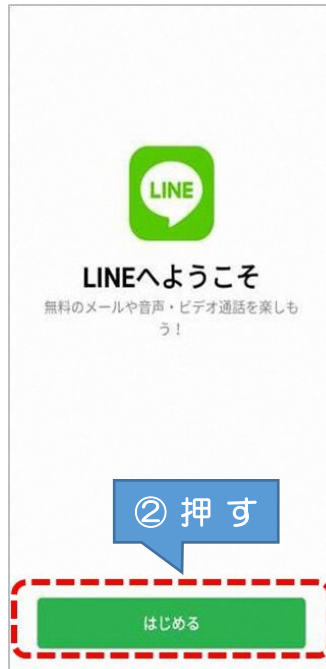 LINE
LINEへようこそ
無料のメールや音声・ビデオ通話を楽しも
う！
② 押 す
はじめる